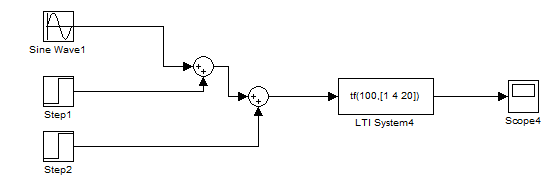 Sine Wave1
Step1
Step2
tf(100,[1 4 20])
LTI System4
Scope4